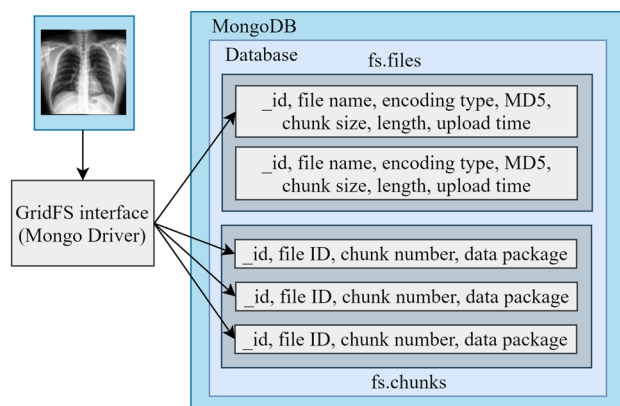 MongoDB
Database
fs.files
_id, file name, encoding type, MD5,
chunk size, length, upload time
_id, file name, encoding type, MD5,
chunk size, length, upload time
GridFS interface
(Mongo Driver)
_id, file ID, chunk number, data package
_id, file ID, chunk number, data package
_id, file ID, chunk number, data package
fs.chunks